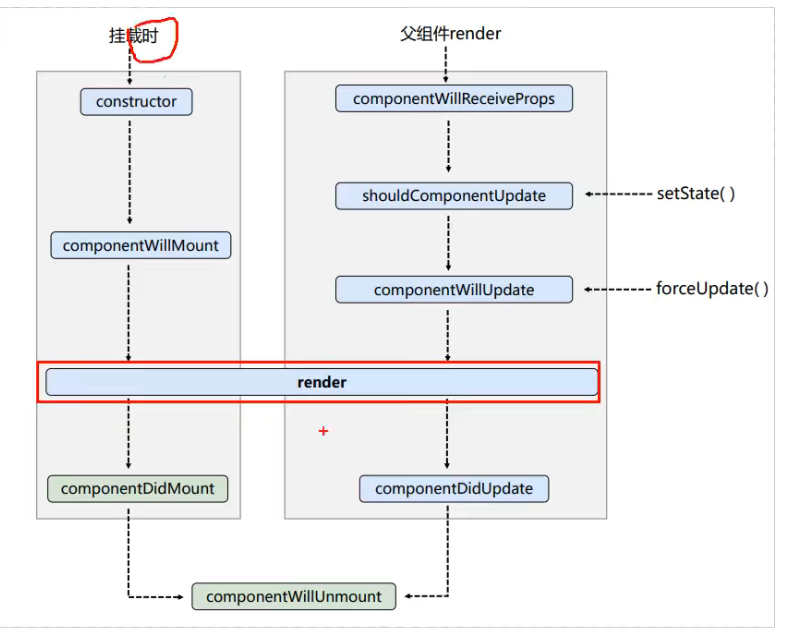 挂载时
父组件render
constructor
componentWillReceiveProps
shouldComponentUpdate
setState( )
componentWillMount
componentWillUpdate
forceUpdate( )
render
componentDidMount
componentDidUpdate
componentWillUnmount